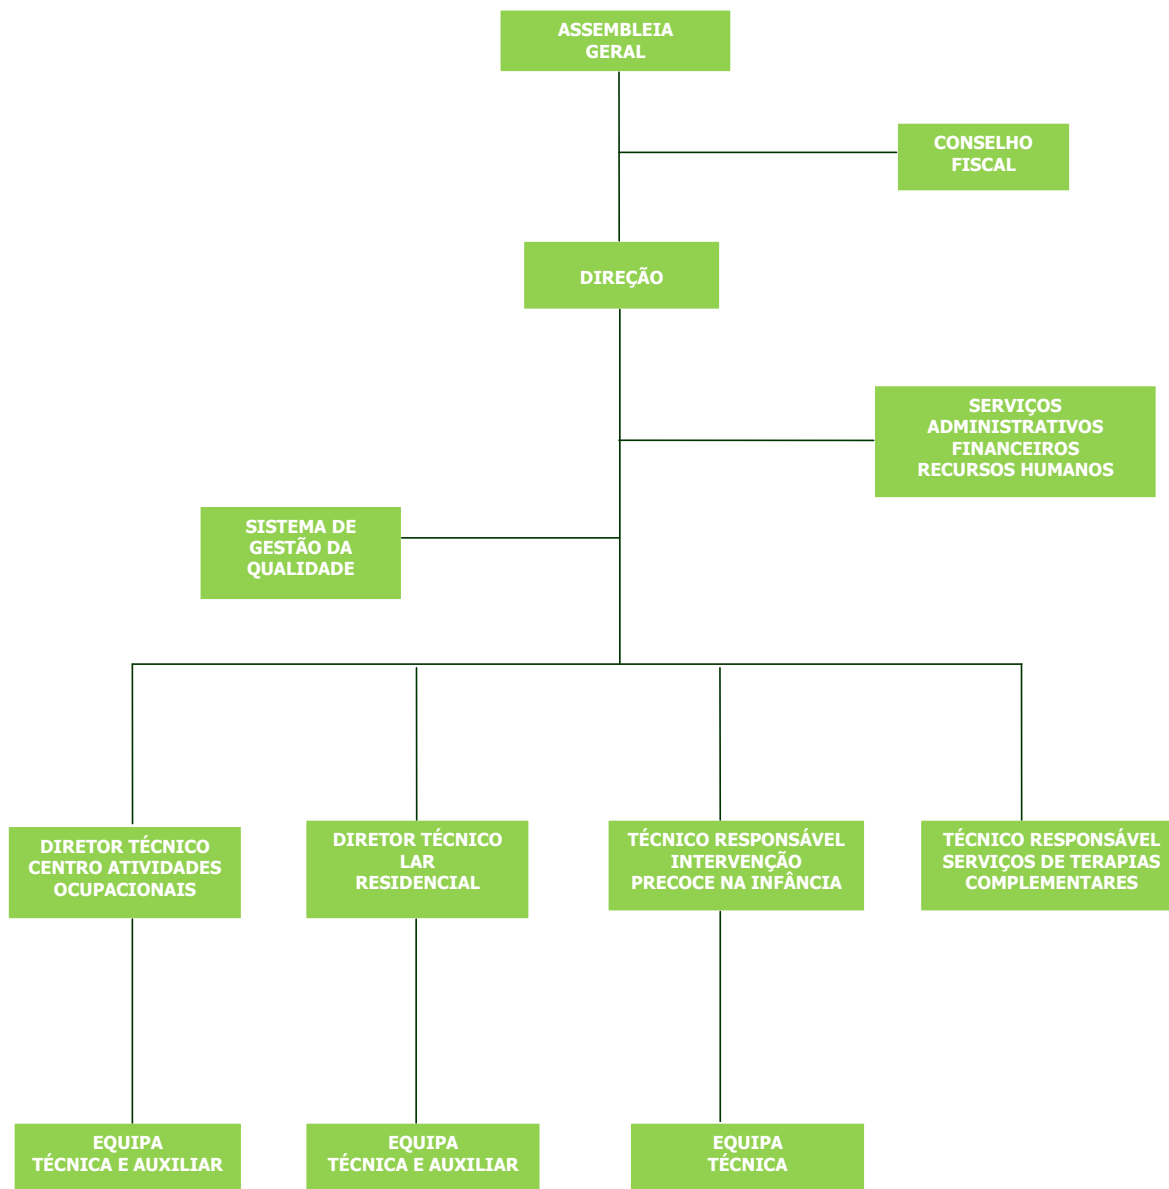 ASSEMBLEIA
GERAL
CONSELHO
FISCAL
DIREÇÃO
SERVIÇOS
ADMINISTRATIVOS
FINANCEIROS
RECURSOS HUMANOS
SISTEMA DE
GESTÃO DA
QUALIDADE
DIRETOR TÉCNICO
CENTRO ATIVIDADES
OCUPACIONAIS
DIRETOR TÉCNICO
LAR
RESIDENCIAL
TÉCNICO RESPONSÁVEL
INTERVENÇÃO
PRECOCE NA INFÂNCIA
TÉCNICO RESPONSÁVEL
SERVIÇOS DE TERAPIAS
COMPLEMENTARES
EQUIPA
TÉCNICA E AUXILIAR
EQUIPA
TÉCNICA E AUXILIAR
EQUIPA
TÉCNICA